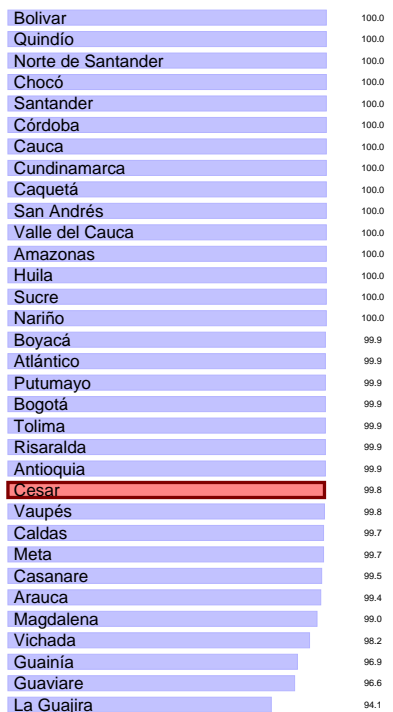 Bolivar 100.0
Quindío 100.0
Norte de Santander 100.0
Chocó 100.0
Santander 100.0
Córdoba 100.0
Cauca 100.0
Cundinamarca 100.0
Caquetá 100.0
San Andrés 100.0
Valle del Cauca 100.0
Amazonas 100.0
Huila 100.0
Sucre 100.0
Nariño 100.0
Boyacá 99.9
Atlántico 99.9
Putumayo 99.9
Bogotá 99.9
Tolima 99.9
Risaralda 99.9
Antioquia 99.9
Cesar 99.8
Vaupés 99.8
Caldas 99.7
Meta 99.7
Casanare 99.5
Arauca 99.4
Magdalena 99.0
Vichada 98.2
Guainía 96.9
Guaviare 96.6
La Guajira 94.1